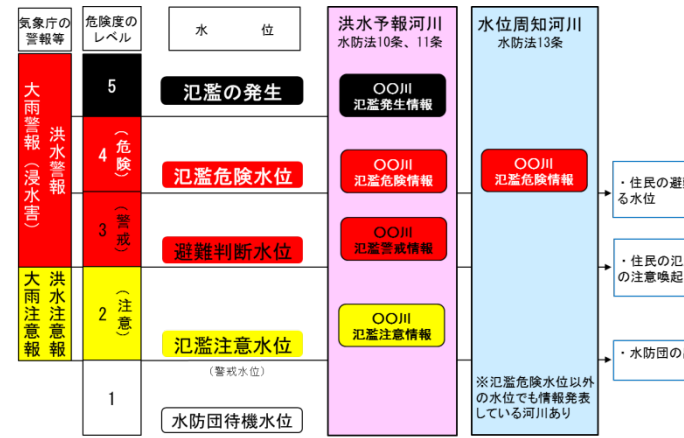 気象庁の
警報等
危険度の
レベル
水 位
洪水予報河川
水防法10条、11条
水位周知河川
水防法13条
大雨警報（浸水害）
洪水警報
大雨注意報
洪水注意報
5
4
（危険）
3
（警戒）
2
（注意）
1
氾濫の発生
氾濫危険水位
避難判断水位
氾濫注意水位
（警戒水位）
水防団待機水位
〇〇川
氾濫発生情報
〇〇川
氾濫危険情報
〇〇川
氾濫警戒情報
〇〇川
氾濫注意情報
〇〇川
氾濫危険情報
※氾濫危険水位以外
の水位でも情報発表
している河川あり
・住民の避
る水位
・住民の氾
の注意喚起
・水防団の